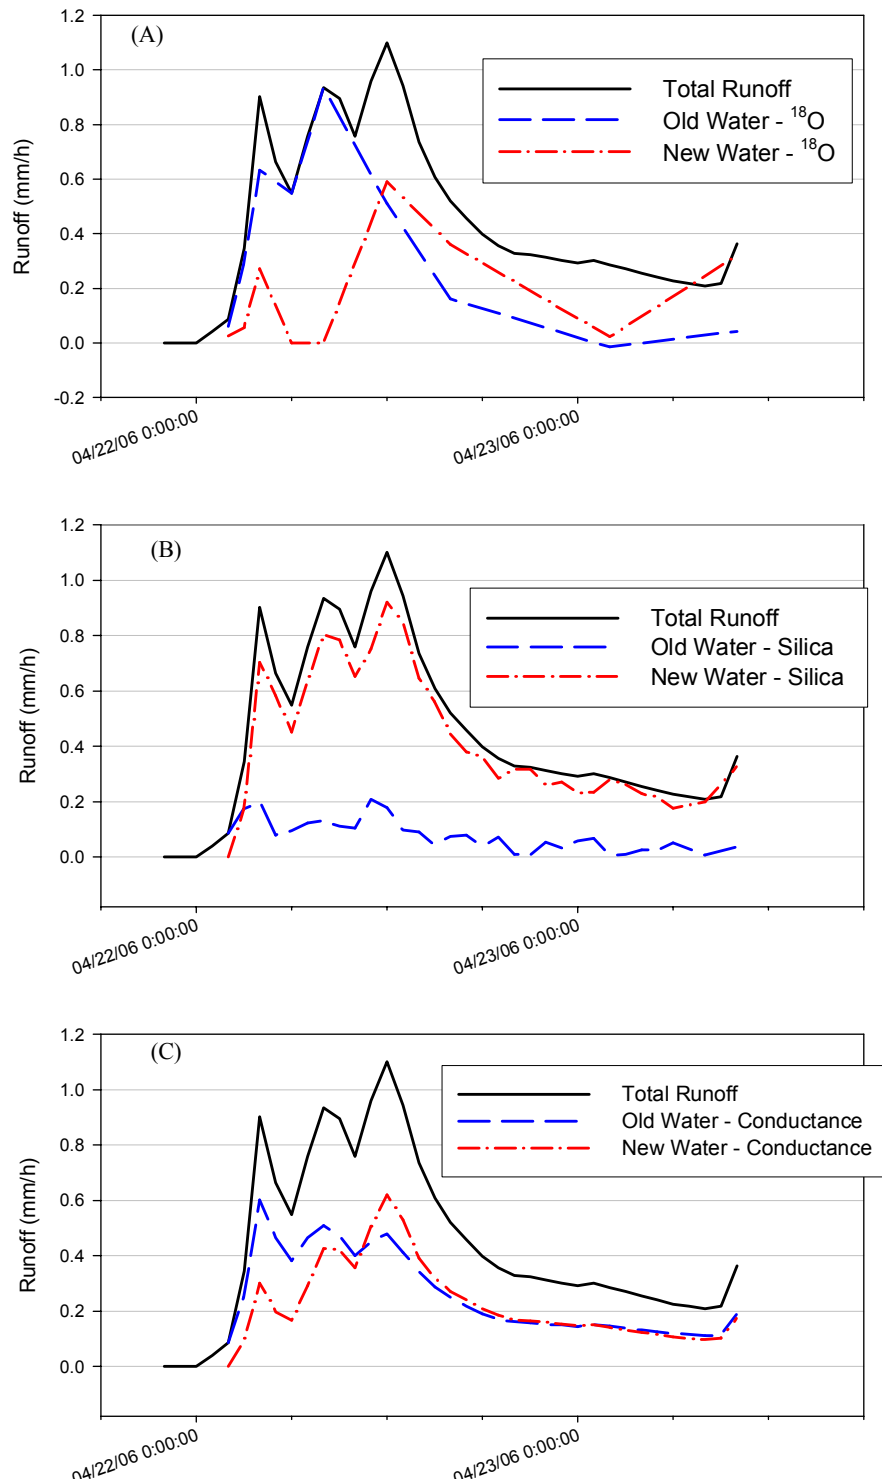 (A)
Total Runoff
Old Water - ¹⁸O
New Water - ¹⁸O
Runoff (mm/h)
1.2
1.0
0.8
0.6
0.4
0.2
0.0
-0.2
04/22/06 0:00:00
04/23/06 0:00:00
(B)
Total Runoff
Old Water - Silica
New Water - Silica
Runoff (mm/h)
1.2
1.0
0.8
0.6
0.4
0.2
0.0
04/22/06 0:00:00
04/23/06 0:00:00
(C)
Total Runoff
Old Water - Conductance
New Water - Conductance
Runoff (mm/h)
1.2
1.0
0.8
0.6
0.4
0.2
0.0
04/22/06 0:00:00
04/23/06 0:00:00